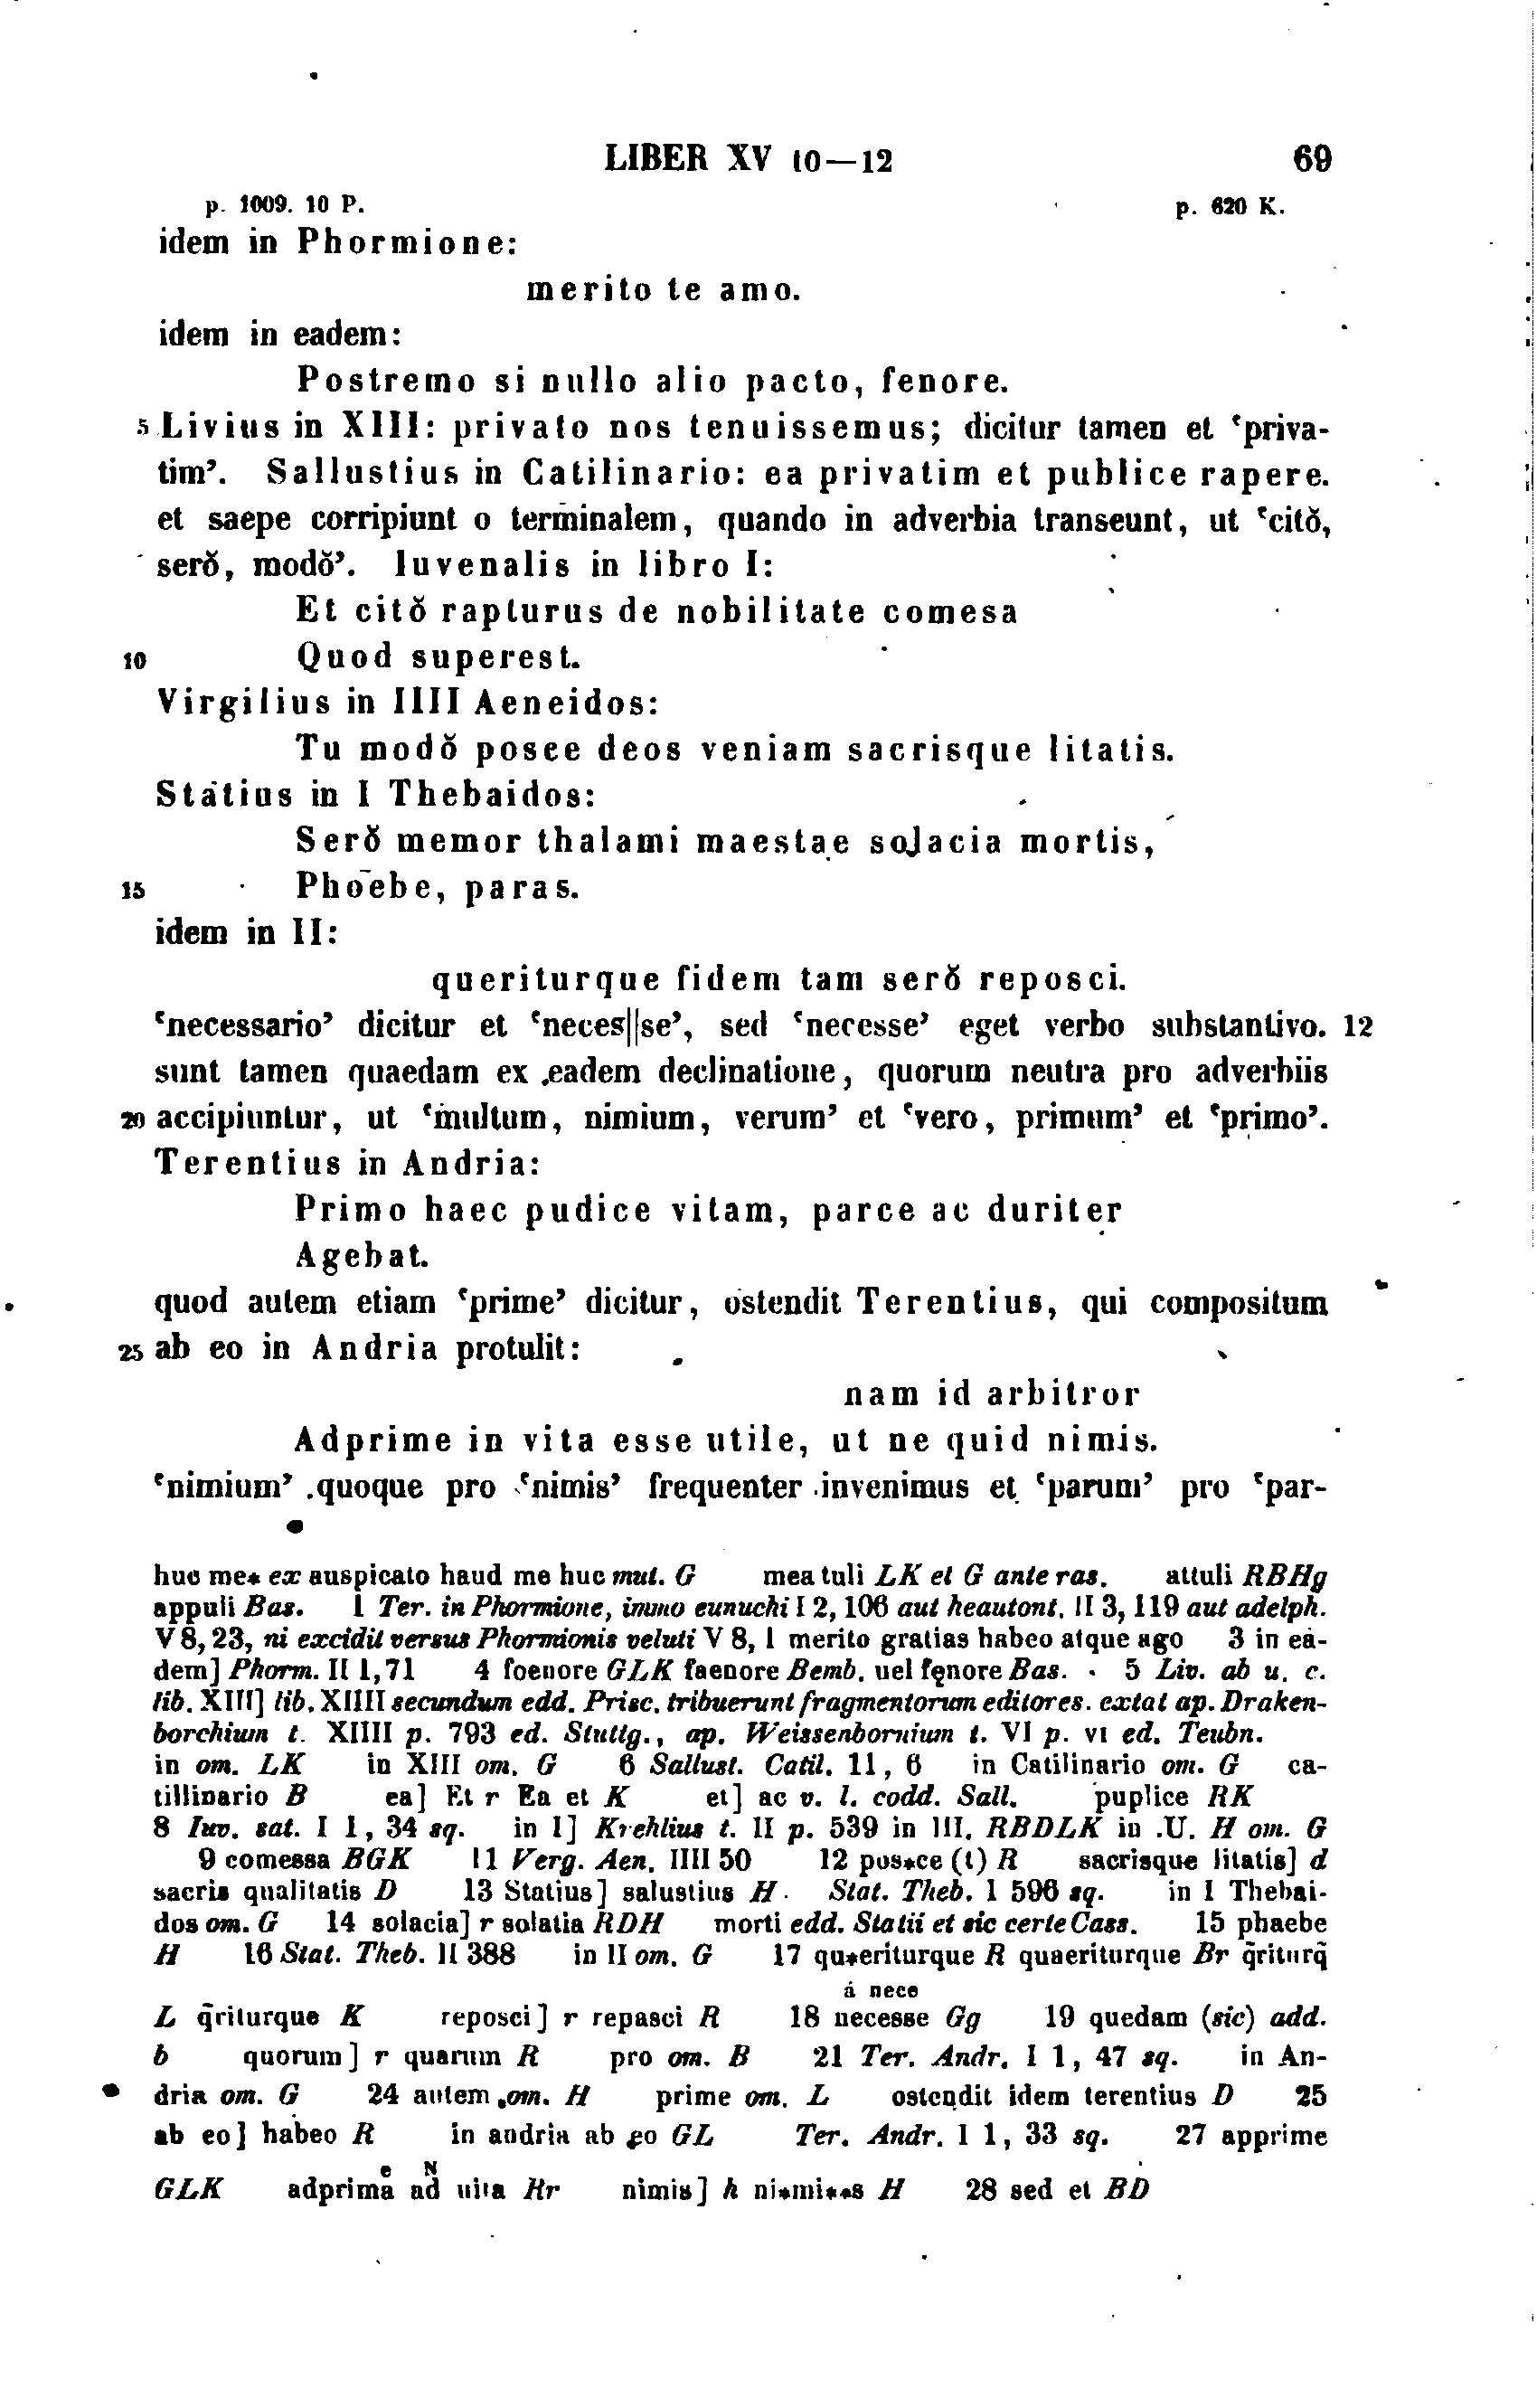 LIBER XV 10—12 69
p. 1009. 10 P. p. 620 K.
idem in Phormione:
merito te amo.
idem in eadem:
Postremo si nullo alio pacto, fenore.
5 Livius in XIII: privato nos tenuissemus; dicitur tamen et ‘priva-
tim’. Sallustius in Catilinario: ea privatim et publice rapere.
et saepe corripiunt o terminalem, quando in adverbia transeunt, ut ‘citŏ,
serŏ, modŏ’. Iuvenalis in libro I:
Et citŏ rapturus de nobilitate comesa
10 Quod superest.
Virgilius in IIII Aeneidos:
Tu modŏ posce deos veniam sacrisque litatis.
Statius in I Thebaidos:
Serŏ memor thalami maestae solacia mortis,
15 Phoebe, paras.
idem in II:
queriturque fidem tam serŏ reposci.
‘necessario’ dicitur et ‘neces||se’, sed ‘necesse’ eget verbo substantivo. 12
sunt tamen quaedam ex eadem declinatione, quorum neutra pro adverbiis
20 accipiuntur, ut ‘multum, nimium, verum’ et ‘vero, primum’ et ‘primo’.
Terentius in Andria:
Primo haec pudice vitam, parce ac duriter
Agebat.
quod autem etiam ‘prime’ dicitur, ostendit Terentius, qui compositum
25 ab eo in Andria protulit:
nam id arbitror
Adprime in vita esse utile, ut ne quid nimis.
‘nimium’ quoque pro ‘nimis’ frequenter invenimus et ‘parum’ pro ‘par-
huc me* ex auspicato haud me huc mut. G mea tuli LK et G ante ras. attuli RBHg
appuli Bas. 1 Ter. in Phormione, immo eunuchi I 2, 106 aut heautont. II 3, 119 aut adelph.
V 8, 23, ni excidit versus Phormionis veluti V 8, 1 merito gratias habeo atque ago 3 in ea-
dem] Phorm. II 1, 71 4 foenore GLK faenore Bemb. uel fęnore Bas. 5 Liv. ab u. c.
lib. XIII] lib. XIIII secundum edd. Prisc. tribuerunt fragmentorum editores. extat ap. Draken-
borchium t. XIIII p. 793 ed. Stuttg., ap. Weissenbornium t. VI p. VI ed. Teubn.
in om. LK in XIII om. G 6 Sallust. Catil. 11, 6 in Catilinario om. G ca-
tillinario B ea] Et r Ea et K et] ac v. l. codd. Sall. puplice RK
8 Iuv. sat. I 1, 34 sq. in I] Krehlius t. II p. 539 in III. RBDLK in .U. H om. G
9 comessa BGK 11 Verg. Aen. IIII 50 12 pos*ce (t) R sacrisque litatis] d
sacris qualitatis D 13 Statius] salustius H Stat. Theb. I 596 sq. in I Thebai-
dos om. G 14 solacia] r solatia RDH morti edd. Statii et sic certe Cass. 15 phaebe
H 16 Stat. Theb. II 388 in II om. G 17 qu*eriturque R quaeriturque Br q̄riturq̄
á nece
L q̄riturque K reposci] r repasci R 18 necesse Gg 19 quedam (sic) add.
b quorum] r quarum R pro om. B 21 Ter. Andr. I 1, 47 sq. in An-
dria om. G 24 autem om. H prime om. L ostendit idem terentius D 25
ab eo] habeo R in andria ab eo GL Ter. Andr. I 1, 33 sq. 27 apprime
e N
GLK adprima ad uita Rr nimis] h ni*mi**s H 28 sed et BD